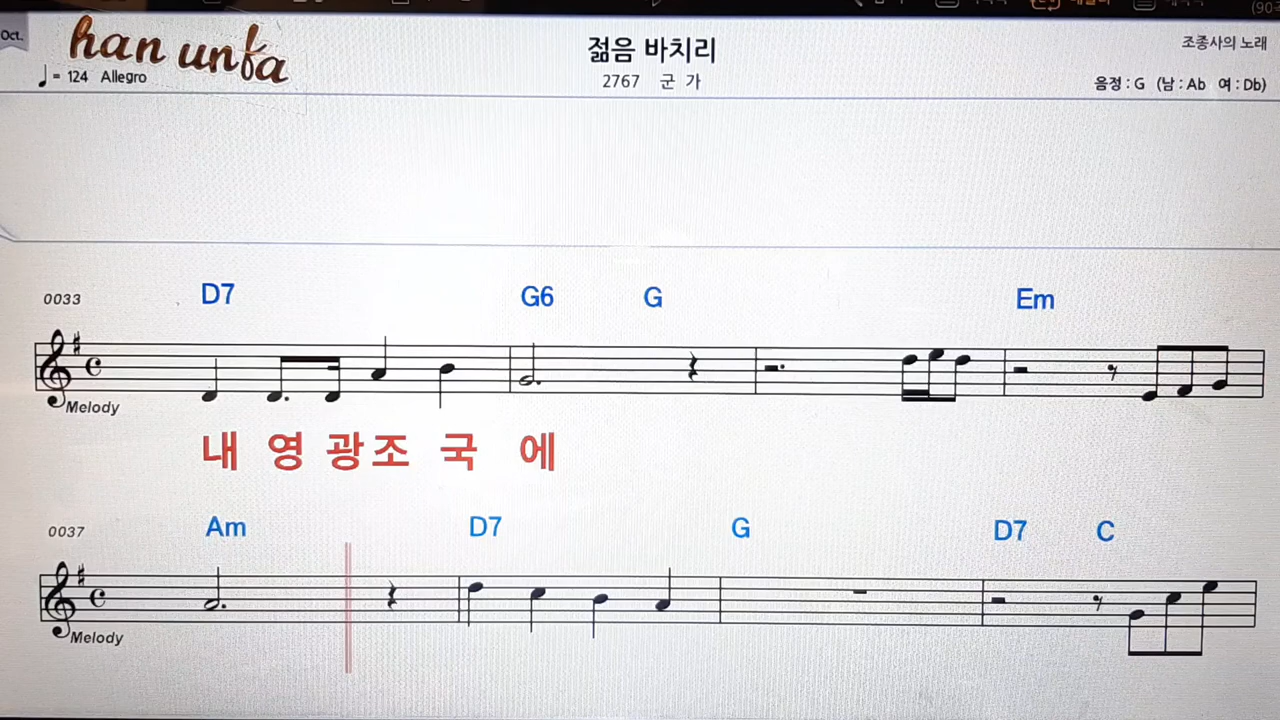 Oct.
han unfa
= 124 Allegro
젊음 바치리
2767 군 가
조종사의 노래
음정 : G (남 : Ab 여 : Db)
0033
D7 G6 G Em
Melody
내 영 광 조 국 에
0037
Am D7 G D7 C
Melody